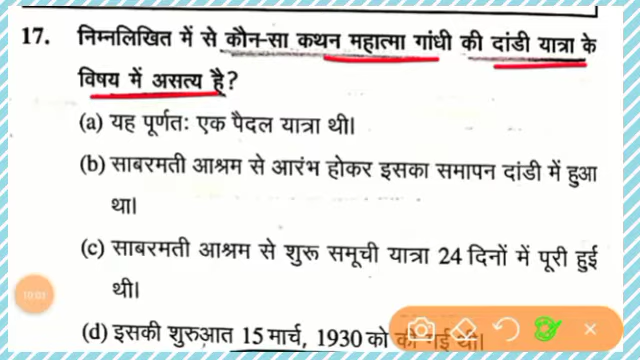 17. निम्नलिखित में से कौन-सा कथन महात्मा गांधी की दांडी यात्रा के
विषय में असत्य है?
(a) यह पूर्णतः एक पैदल यात्रा थी।
(b) साबरमती आश्रम से आरंभ होकर इसका समापन दांडी में हुआ
था।
(c) साबरमती आश्रम से शुरू समूची यात्रा 24 दिनों में पूरी हुई
थी।
(d) इसकी शुरुआत 15 मार्च, 1930 को की गई थी।